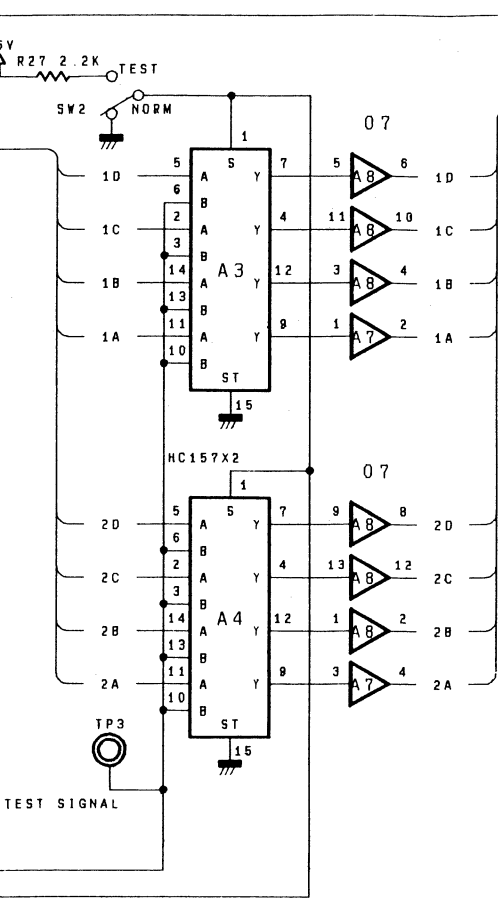 5V
R27 2.2K
TEST
SW2
NORM
1
07
5
S
7
5
6
1D
A
Y
A8
1D
6
B
2
4
11
10
1C
A
Y
A8
1C
3
B
14
A3
12
3
4
1B
A
Y
A8
1B
13
B
11
9
1
2
1A
A
Y
A7
1A
10
B
ST
15
HC157X2
1
07
5
S
7
9
8
2D
A
Y
A8
2D
6
B
2
4
13
12
2C
A
Y
A8
2C
3
B
14
A4
12
1
2
2B
A
Y
A8
2B
13
B
11
9
3
4
2A
A
Y
A7
2A
10
B
ST
TP3
15
TEST SIGNAL